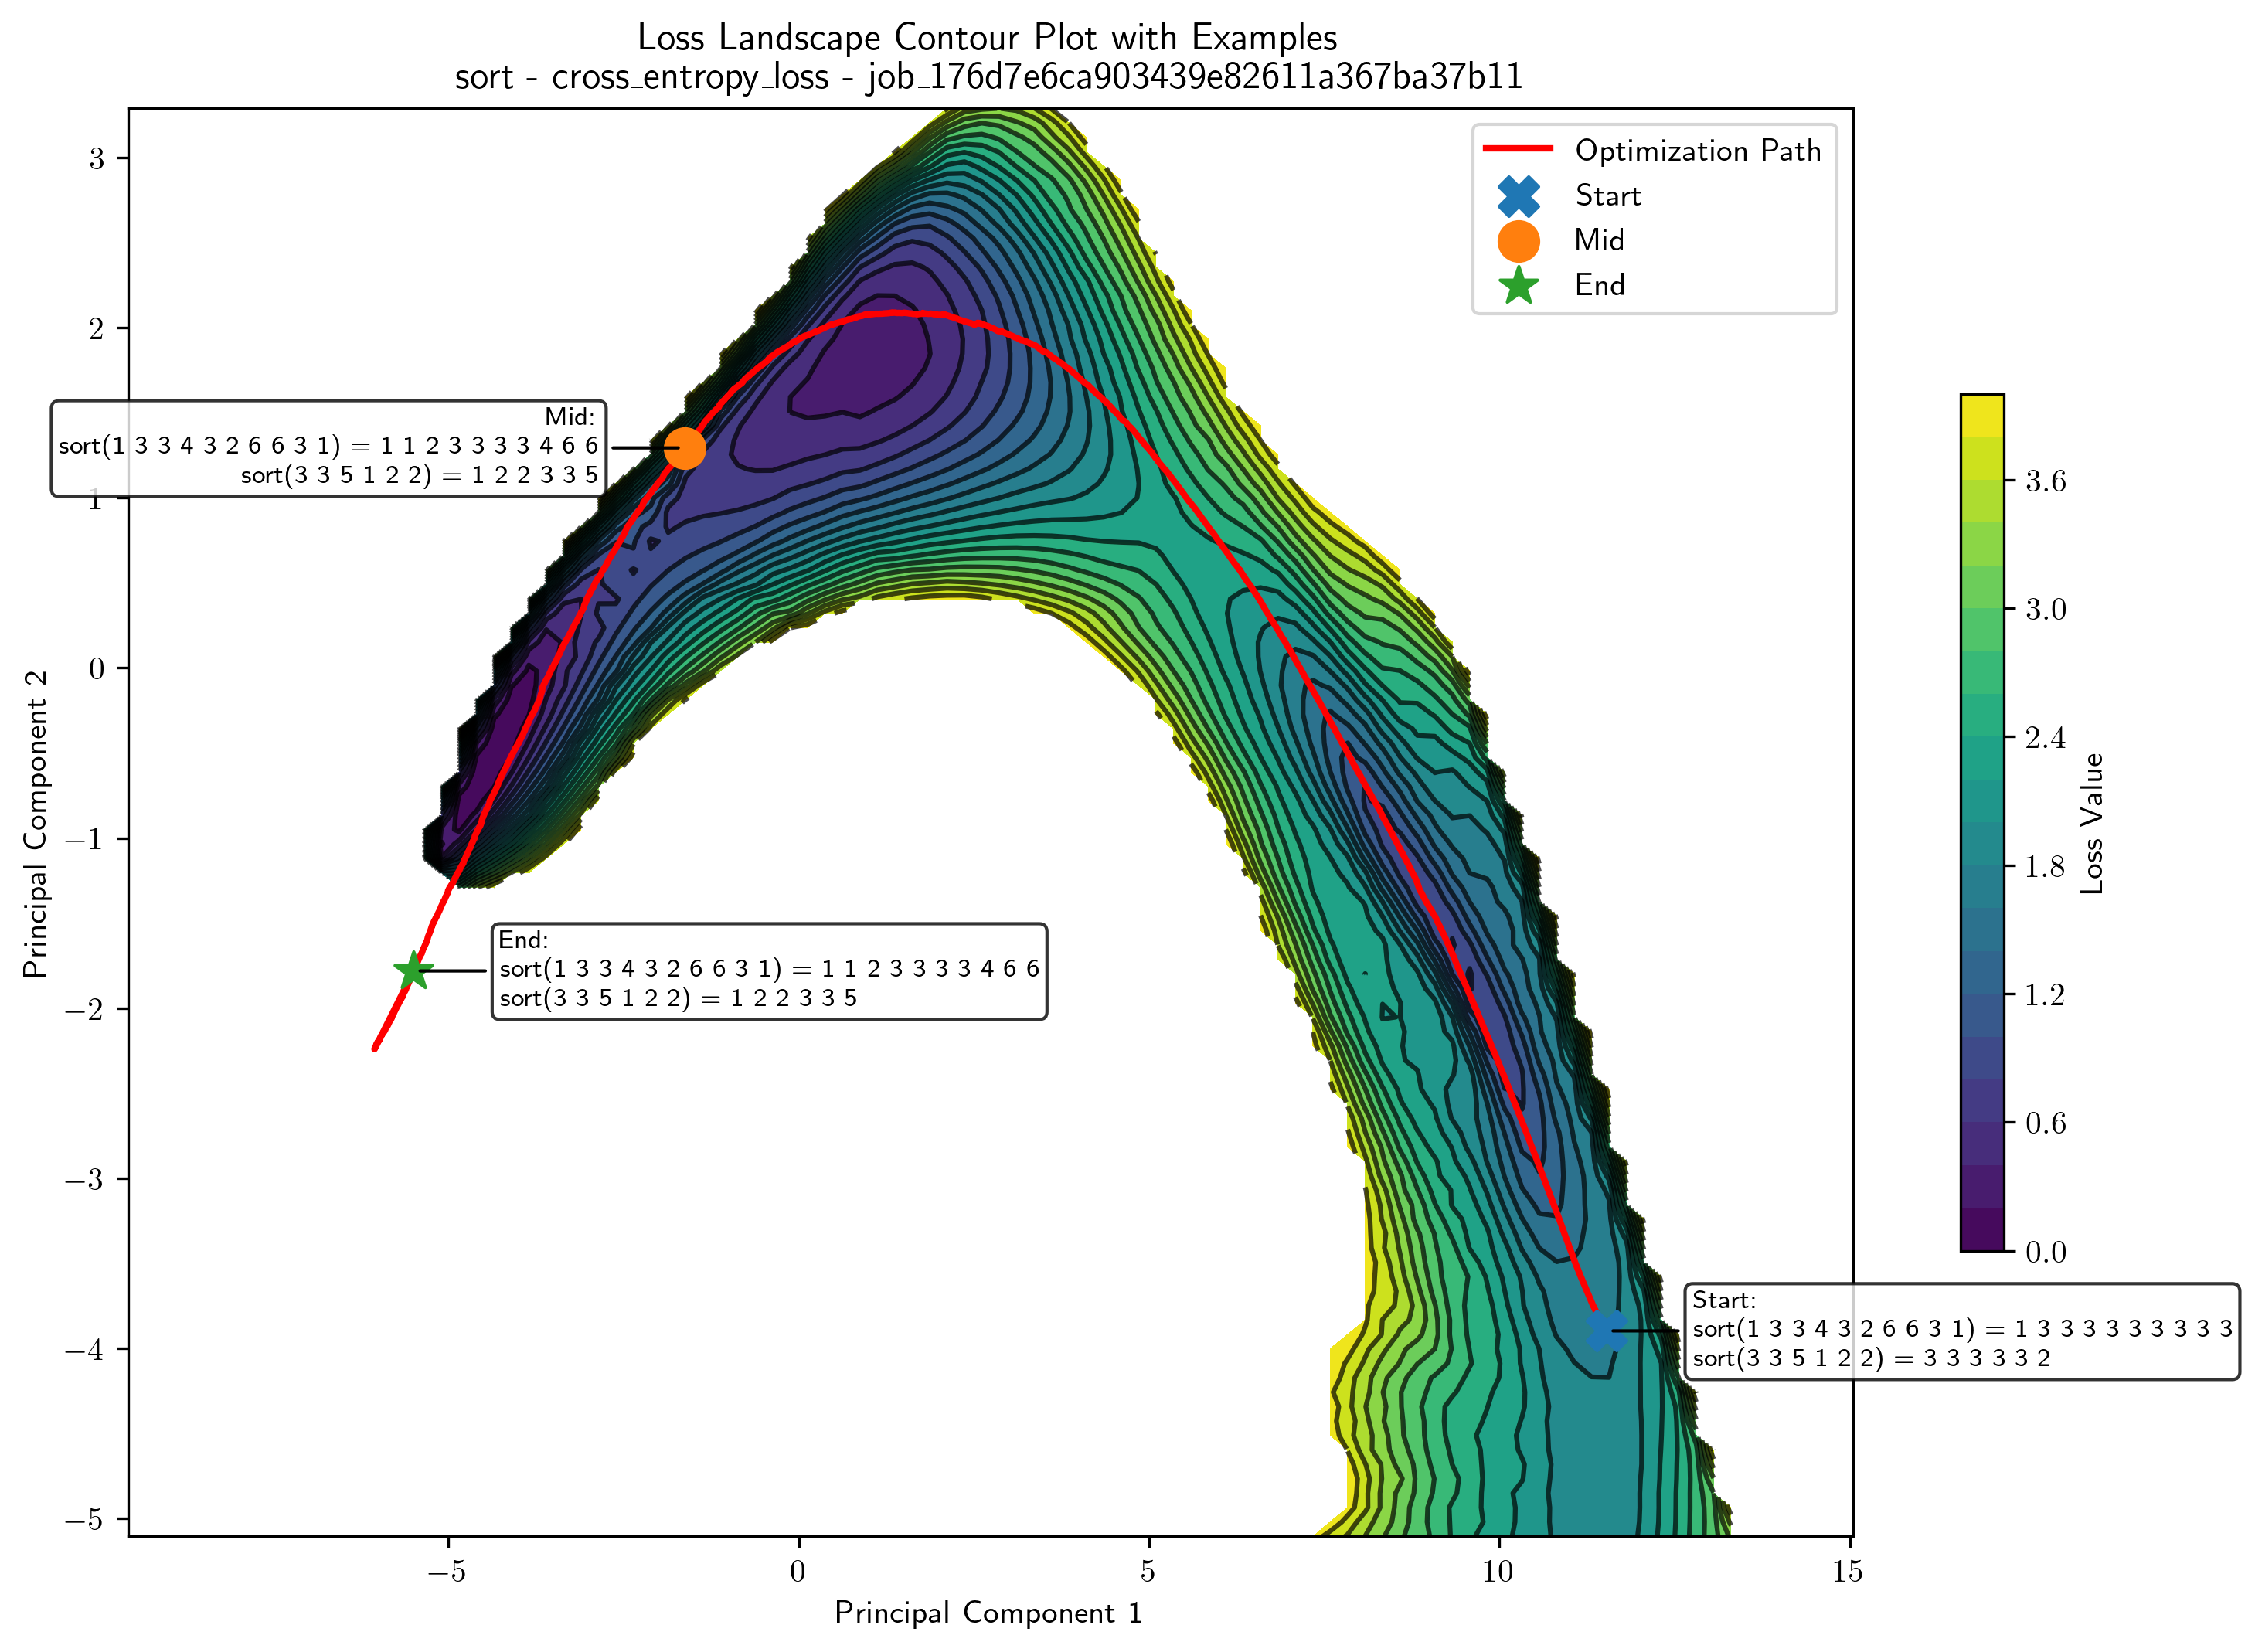 Loss Landscape Contour Plot with Examples
sort - cross_entropy_loss - job_176d7e6ca903439e82611a367ba37b11
Optimization Path
Start
Mid
End
Mid:
sort(1 3 3 4 3 2 6 6 3 1) = 1 1 2 3 3 3 3 4 6 6
sort(3 3 5 1 2 2) = 1 2 2 3 3 5
End:
sort(1 3 3 4 3 2 6 6 3 1) = 1 1 2 3 3 3 3 4 6 6
sort(3 3 5 1 2 2) = 1 2 2 3 3 5
Start:
sort(1 3 3 4 3 2 6 6 3 1) = 1 3 3 3 3 3 3 3 3 3
sort(3 3 5 1 2 2) = 3 3 3 3 3 2
3
2
1
0
−1
−2
−3
−4
−5
Principal Component 2
−5
0
5
10
15
Principal Component 1
3.6
3.0
2.4
1.8
1.2
0.6
0.0
Loss Value